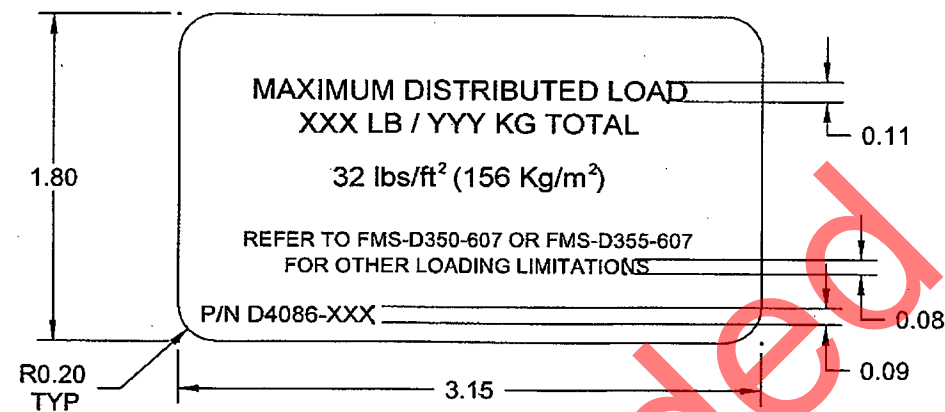 MAXIMUM DISTRIBUTED LOAD
XXX LB / YYY KG TOTAL
0.11
1.80
32 lbs/ft² (156 Kg/m²)
REFER TO FMS-D350-607 OR FMS-D355-607
FOR OTHER LOADING LIMITATIONS
P/N D4086-XXX
0.08
0.09
R0.20
TYP
3.15